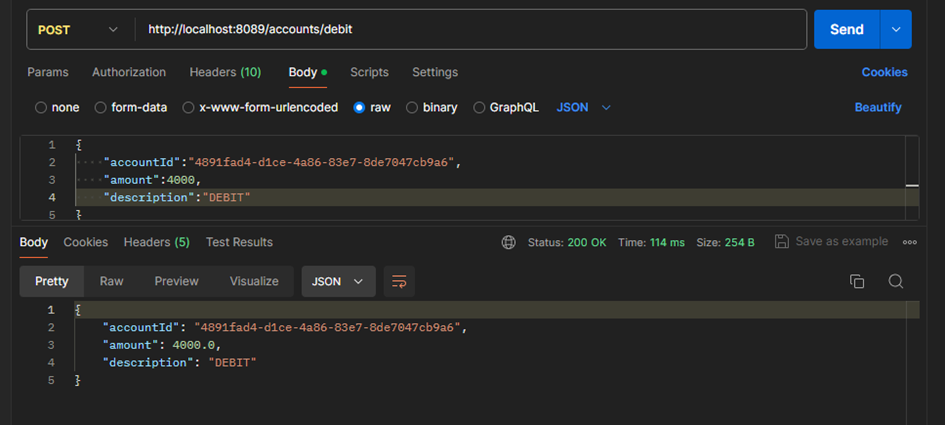 POST http://localhost:8089/accounts/debit Send
Params Authorization Headers (10) Body Scripts Settings Cookies
none form-data x-www-form-urlencoded raw binary GraphQL JSON Beautify
1 {
2 "accountId":"4891fad4-d1ce-4a86-83e7-8de7047cb9a6",
3 "amount":4000,
4 "description":"DEBIT"
5 }
Body Cookies Headers (5) Test Results Status: 200 OK Time: 114 ms Size: 254 B Save as example
Pretty Raw Preview Visualize JSON
1 {
2 "accountId": "4891fad4-d1ce-4a86-83e7-8de7047cb9a6",
3 "amount": 4000.0,
4 "description": "DEBIT"
5 }